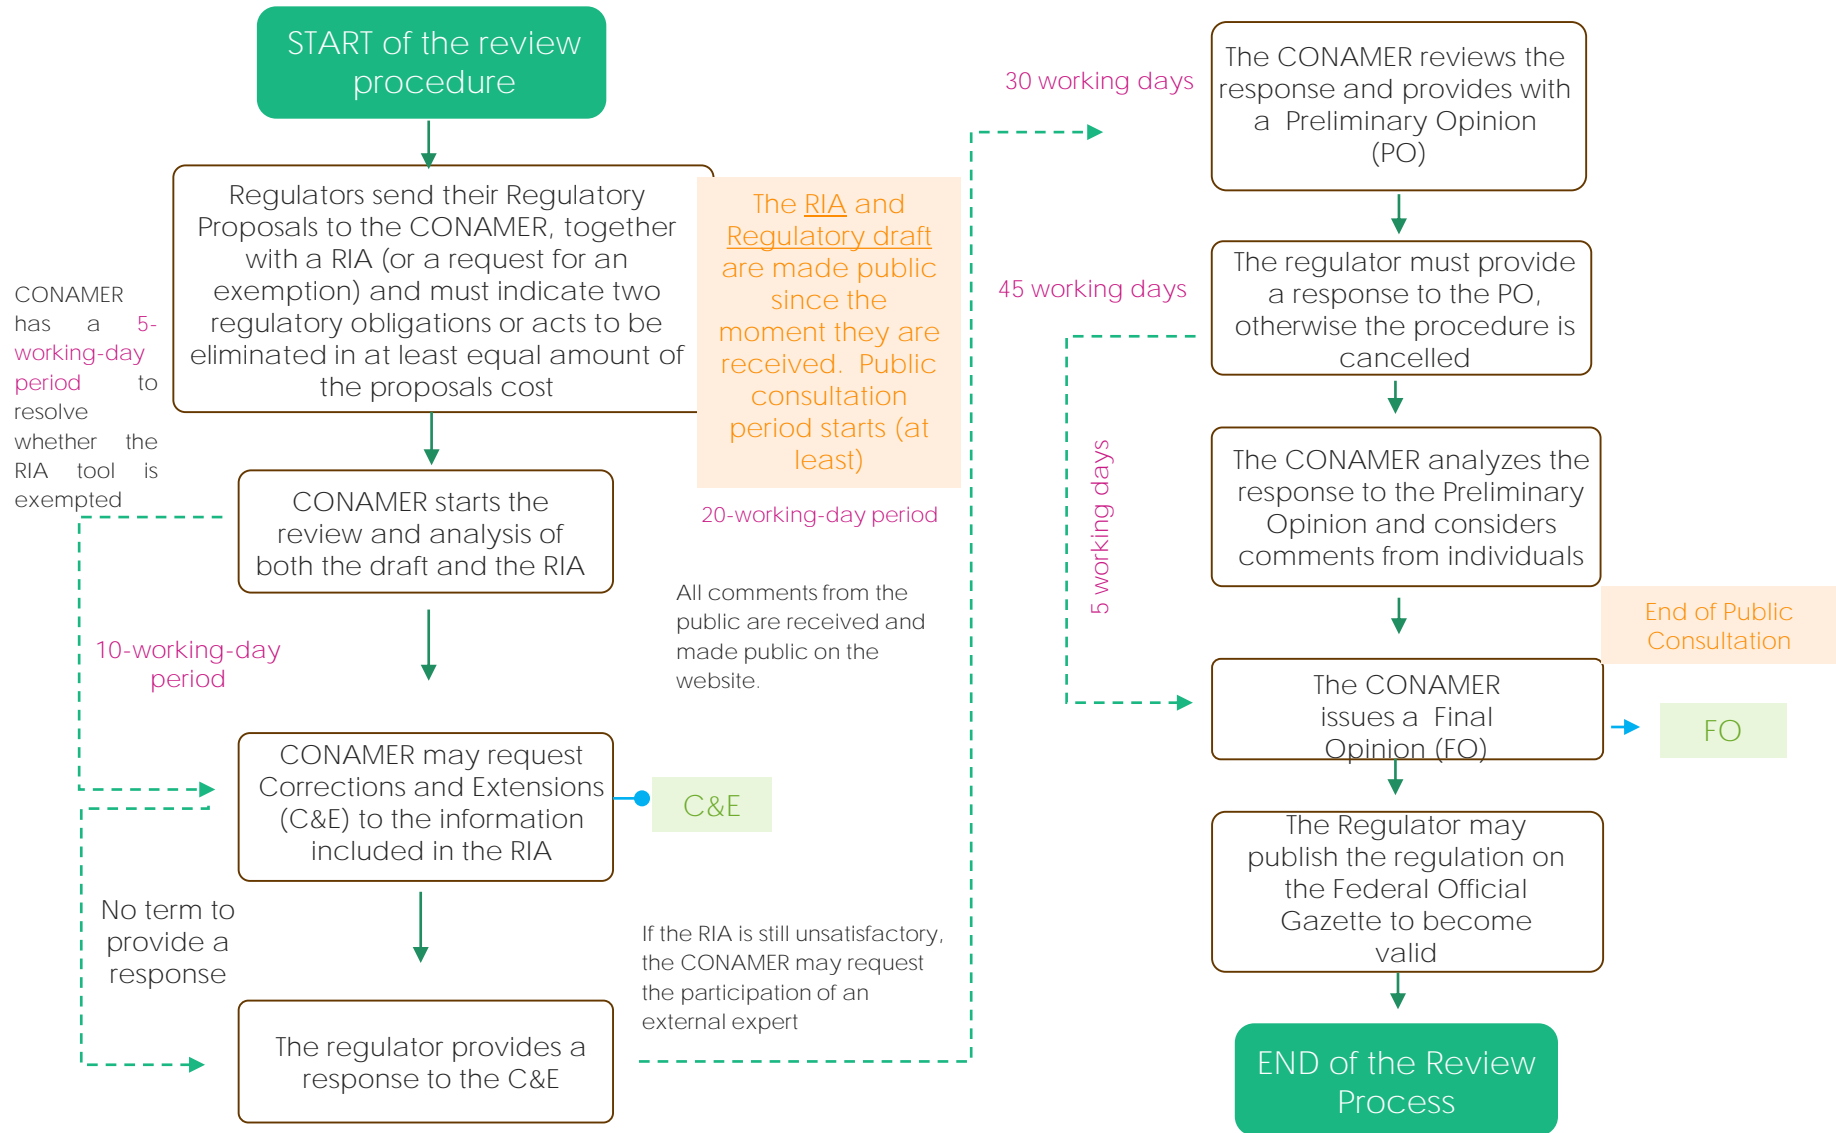 START of the review
procedure
Regulators send their Regulatory
Proposals to the CONAMER, together
with a RIA (or a request for an
exemption) and must indicate two
regulatory obligations or acts to be
eliminated in at least equal amount of
the proposals cost
The RIA and
Regulatory draft
are made public
since the
moment they are
received. Public
consultation
period starts (at
least)
20-working-day period
CONAMER
has a 5-
working-day
period to
resolve
whether the
RIA tool is
exempted
CONAMER starts the
review and analysis of
both the draft and the RIA
All comments from the
public are received and
made public on the
website.
10-working-day
period
CONAMER may request
Corrections and Extensions
(C&E) to the information
included in the RIA
C&E
No term to
provide a
response
If the RIA is still unsatisfactory,
the CONAMER may request
the participation of an
external expert
The regulator provides a
response to the C&E
30 working days
The CONAMER reviews the
response and provides with
a Preliminary Opinion
(PO)
45 working days
The regulator must provide
a response to the PO,
otherwise the procedure is
cancelled
5 working days
The CONAMER analyzes the
response to the Preliminary
Opinion and considers
comments from individuals
End of Public
Consultation
The CONAMER
issues a Final
Opinion (FO)
FO
The Regulator may
publish the regulation on
the Federal Official
Gazette to become
valid
END of the Review
Process